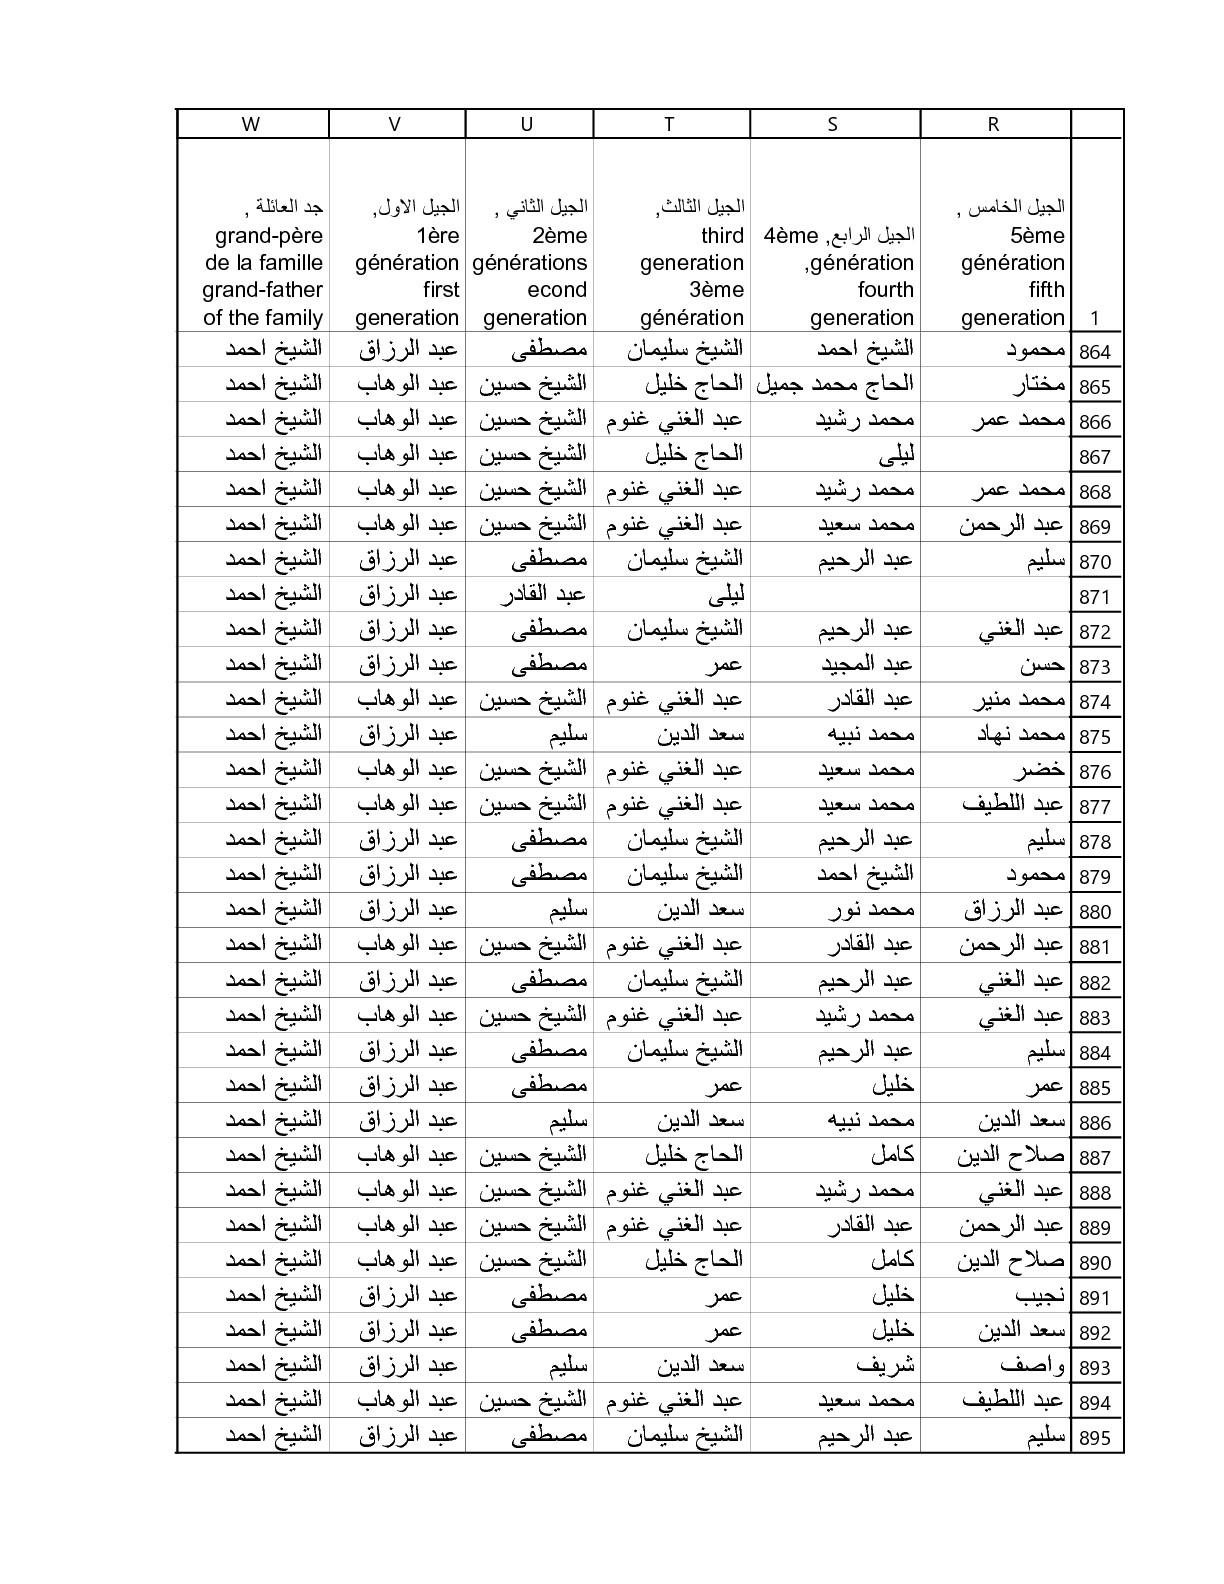 W V U T S R
جد العائلة , grand-père de la famille grand-father of the family
الجيل الاول, 1ère génération first generation
الجيل الثاني , 2ème générations econd generation
الجيل الثالث, third generation 3ème génération
الجيل الرابع, 4ème génération, fourth generation
الجيل الخامس , 5ème génération fifth generation
1
864 محمود الشيخ احمد الشيخ سليمان مصطفى عبد الرزاق الشيخ احمد
865 مختار الحاج محمد جميل الحاج خليل الشيخ حسين عبد الوهاب الشيخ احمد
866 محمد عمر محمد رشيد عبد الغني غنوم الشيخ حسين عبد الوهاب الشيخ احمد
867 ليلى الحاج خليل الشيخ حسين عبد الوهاب الشيخ احمد
868 محمد عمر محمد رشيد عبد الغني غنوم الشيخ حسين عبد الوهاب الشيخ احمد
869 عبد الرحمن محمد سعيد عبد الغني غنوم الشيخ حسين عبد الوهاب الشيخ احمد
870 سليم عبد الرحيم الشيخ سليمان مصطفى عبد الرزاق الشيخ احمد
871 ليلى عبد القادر عبد الرزاق الشيخ احمد
872 عبد الغني عبد الرحيم الشيخ سليمان مصطفى عبد الرزاق الشيخ احمد
873 حسن عبد المجيد عمر مصطفى عبد الرزاق الشيخ احمد
874 محمد منير عبد القادر عبد الغني غنوم الشيخ حسين عبد الوهاب الشيخ احمد
875 محمد نهاد محمد نبيه سعد الدين سليم عبد الرزاق الشيخ احمد
876 خضر محمد سعيد عبد الغني غنوم الشيخ حسين عبد الوهاب الشيخ احمد
877 عبد اللطيف محمد سعيد عبد الغني غنوم الشيخ حسين عبد الوهاب الشيخ احمد
878 سليم عبد الرحيم الشيخ سليمان مصطفى عبد الرزاق الشيخ احمد
879 محمود الشيخ احمد الشيخ سليمان مصطفى عبد الرزاق الشيخ احمد
880 عبد الرزاق محمد نور سعد الدين سليم عبد الرزاق الشيخ احمد
881 عبد الرحمن عبد القادر عبد الغني غنوم الشيخ حسين عبد الوهاب الشيخ احمد
882 عبد الغني عبد الرحيم الشيخ سليمان مصطفى عبد الرزاق الشيخ احمد
883 عبد الغني محمد رشيد عبد الغني غنوم الشيخ حسين عبد الوهاب الشيخ احمد
884 سليم عبد الرحيم الشيخ سليمان مصطفى عبد الرزاق الشيخ احمد
885 عمر خليل عمر مصطفى عبد الرزاق الشيخ احمد
886 سعد الدين محمد نبيه سعد الدين سليم عبد الرزاق الشيخ احمد
887 صلاح الدين كامل الحاج خليل الشيخ حسين عبد الوهاب الشيخ احمد
888 عبد الغني محمد رشيد عبد الغني غنوم الشيخ حسين عبد الوهاب الشيخ احمد
889 عبد الرحمن عبد القادر عبد الغني غنوم الشيخ حسين عبد الوهاب الشيخ احمد
890 صلاح الدين كامل الحاج خليل الشيخ حسين عبد الوهاب الشيخ احمد
891 نجيب خليل عمر مصطفى عبد الرزاق الشيخ احمد
892 سعد الدين خليل عمر مصطفى عبد الرزاق الشيخ احمد
893 واصف شريف سعد الدين سليم عبد الرزاق الشيخ احمد
894 عبد اللطيف محمد سعيد عبد الغني غنوم الشيخ حسين عبد الوهاب الشيخ احمد
895 سليم عبد الرحيم الشيخ سليمان مصطفى عبد الرزاق الشيخ احمد